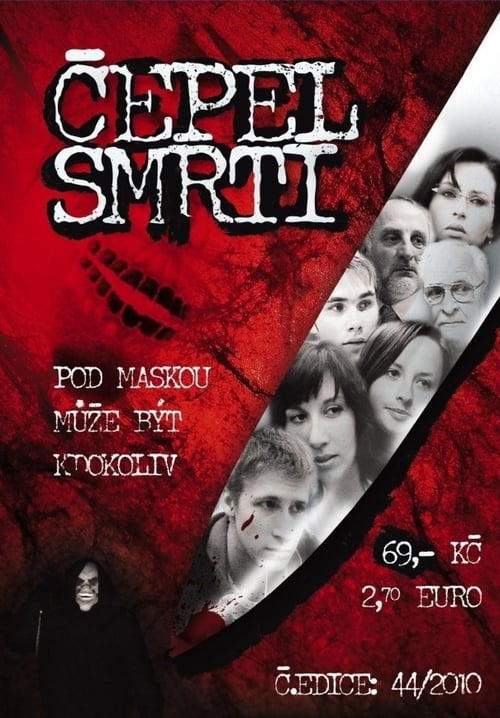 ČEPEL
SMRTI
POD MASKOU
MŮŽE BÝT
KDOKOLIV
69,- KČ
2,70 EURO
Č.EDICE: 44/2010